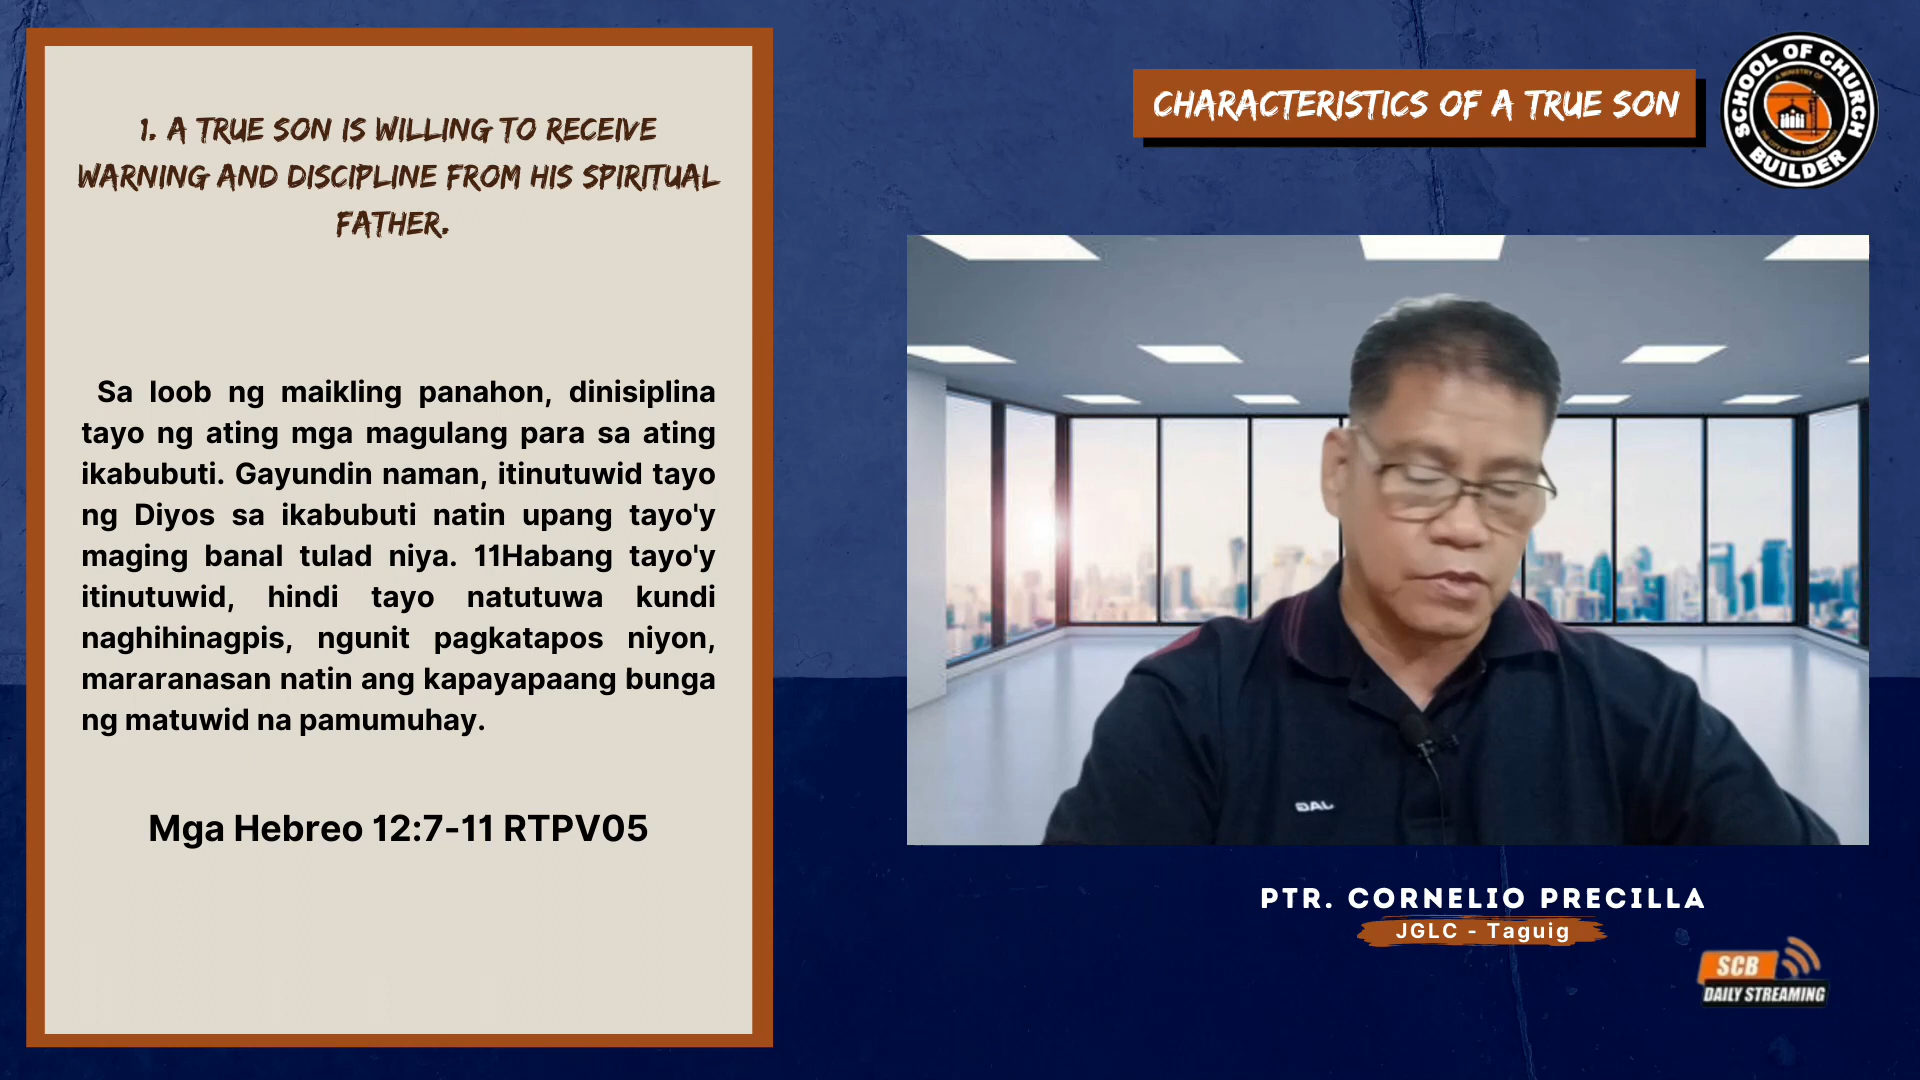 1. A TRUE SON IS WILLING TO RECEIVE
WARNING AND DISCIPLINE FROM HIS SPIRITUAL
FATHER.
Sa loob ng maikling panahon, dinisiplina
tayo ng ating mga magulang para sa ating
ikabubuti. Gayundin naman, itinutuwid tayo
ng Diyos sa ikabubuti natin upang tayo'y
maging banal tulad niya. 11Habang tayo'y
itinutuwid, hindi tayo natutuwa kundi
naghihinagpis, ngunit pagkatapos niyon,
mararanasan natin ang kapayapaang bunga
ng matuwid na pamumuhay.
Mga Hebreo 12:7-11 RTPV05
CHARACTERISTICS OF A TRUE SON
SCHOOL OF CHURCH
BUILDER
A MINISTRY OF
PTR. CORNELIO PRECILLA
JGLC - Taguig
SCB
DAILY STREAMING